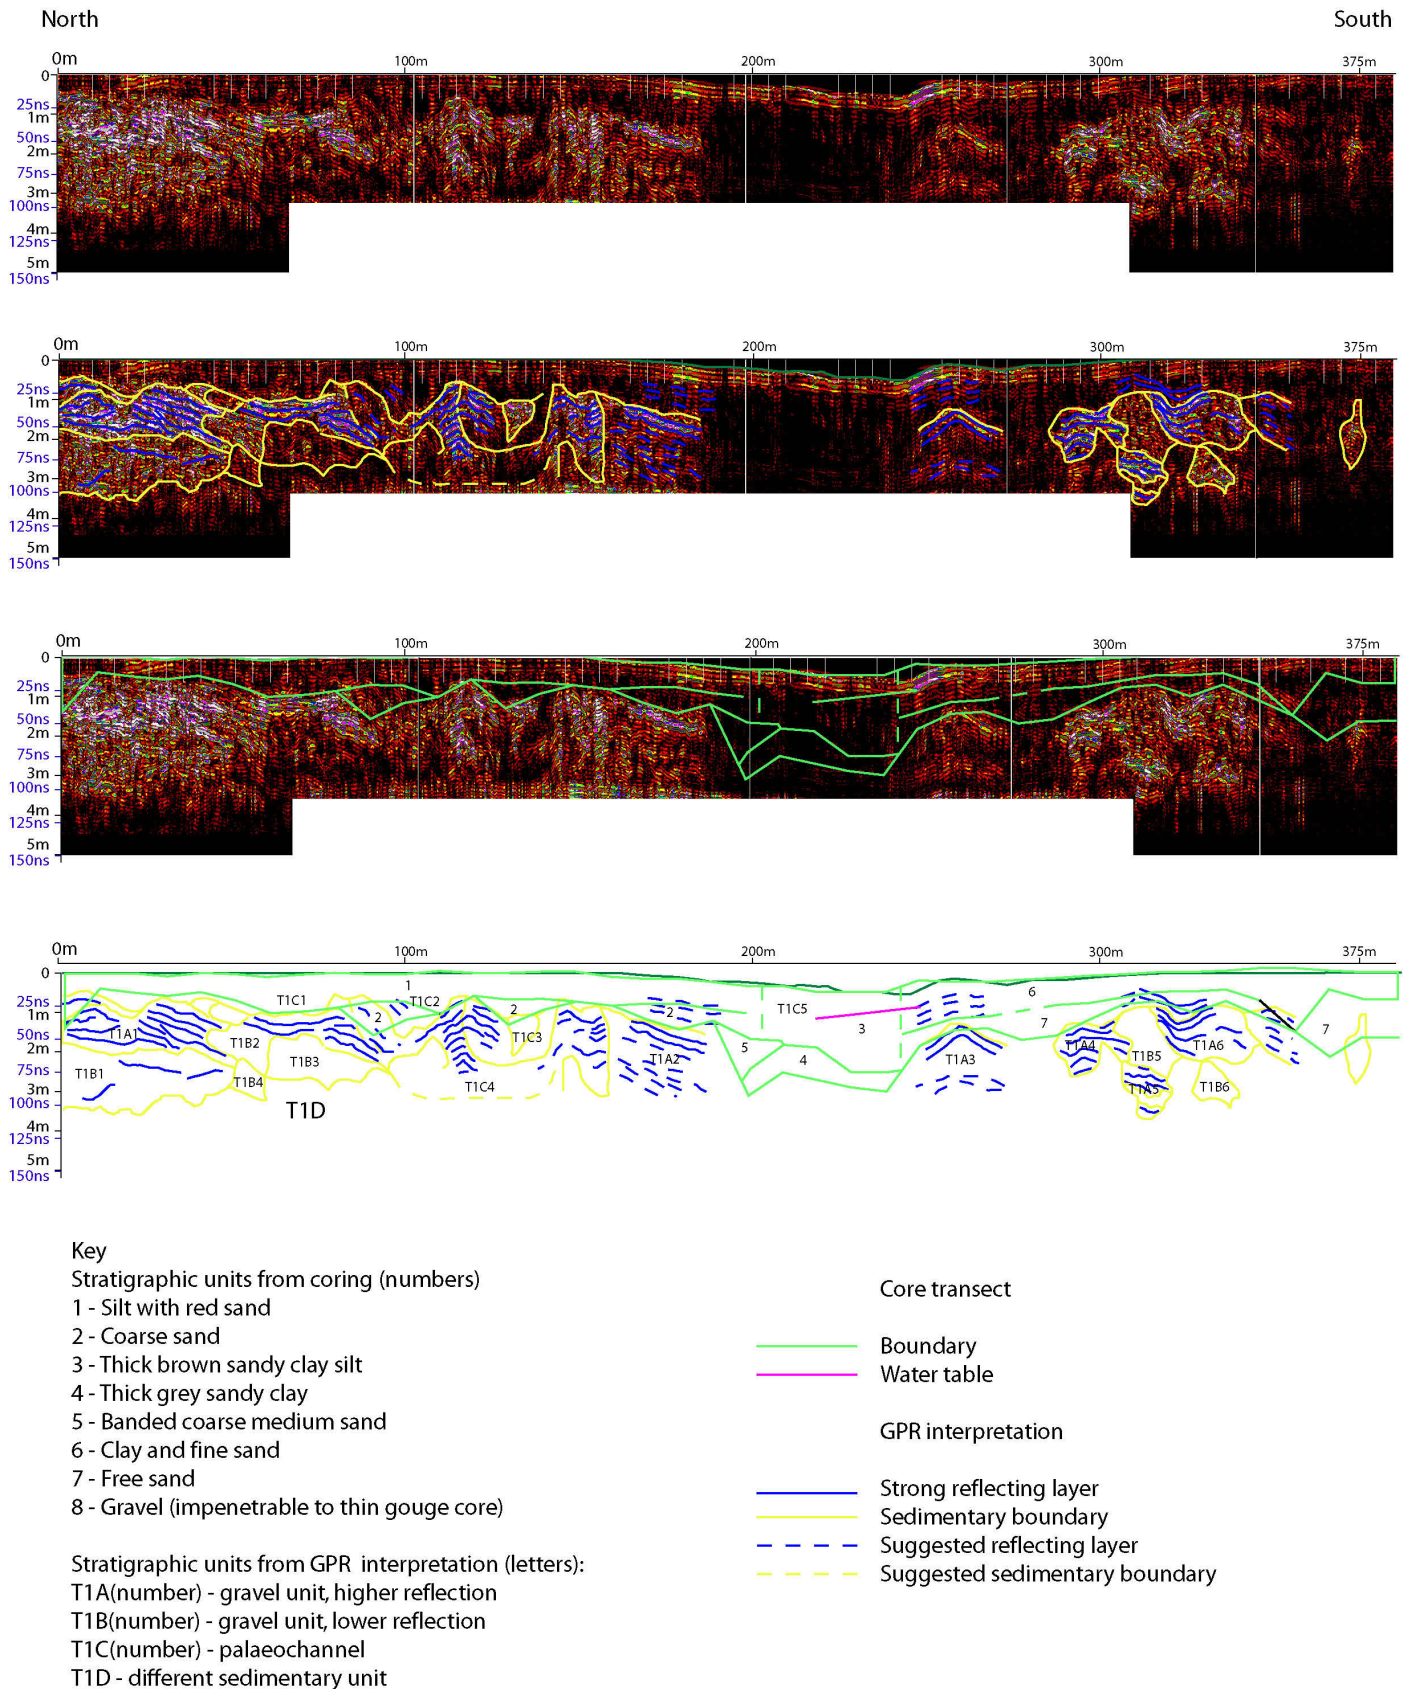 North South
0m 100m 200m 300m 375m
0
25ns
1m
50ns
2m
75ns
3m
100ns
4m
125ns
5m
150ns
0m 100m 200m 300m 375m
0
25ns
1m
50ns
2m
75ns
3m
100ns
4m
125ns
5m
150ns
0m 100m 200m 300m 375m
0
25ns
1m
50ns
2m
75ns
3m
100ns
4m
125ns
5m
150ns
0m 100m 200m 300m 375m
0
25ns
1m
50ns
2m
75ns
3m
100ns
4m
125ns
5m
150ns
1
T1C1 T1C2 T1C5 6
2 2 2 3 7 7
T1A1 T1B2 T1C3 5 T1A4 T1A6
T1B1 T1B3 T1A2 4 T1A3 T1B5
T1B4 T1C4 T1A5 T1B6
T1D
Key
Stratigraphic units from coring (numbers)
1 - Silt with red sand
2 - Coarse sand
3 - Thick brown sandy clay silt
4 - Thick grey sandy clay
5 - Banded coarse medium sand
6 - Clay and fine sand
7 - Free sand
8 - Gravel (impenetrable to thin gouge core)
Stratigraphic units from GPR interpretation (letters):
T1A(number) - gravel unit, higher reflection
T1B(number) - gravel unit, lower reflection
T1C(number) - palaeochannel
T1D - different sedimentary unit
Core transect
Boundary
Water table
GPR interpretation
Strong reflecting layer
Sedimentary boundary
Suggested reflecting layer
Suggested sedimentary boundary